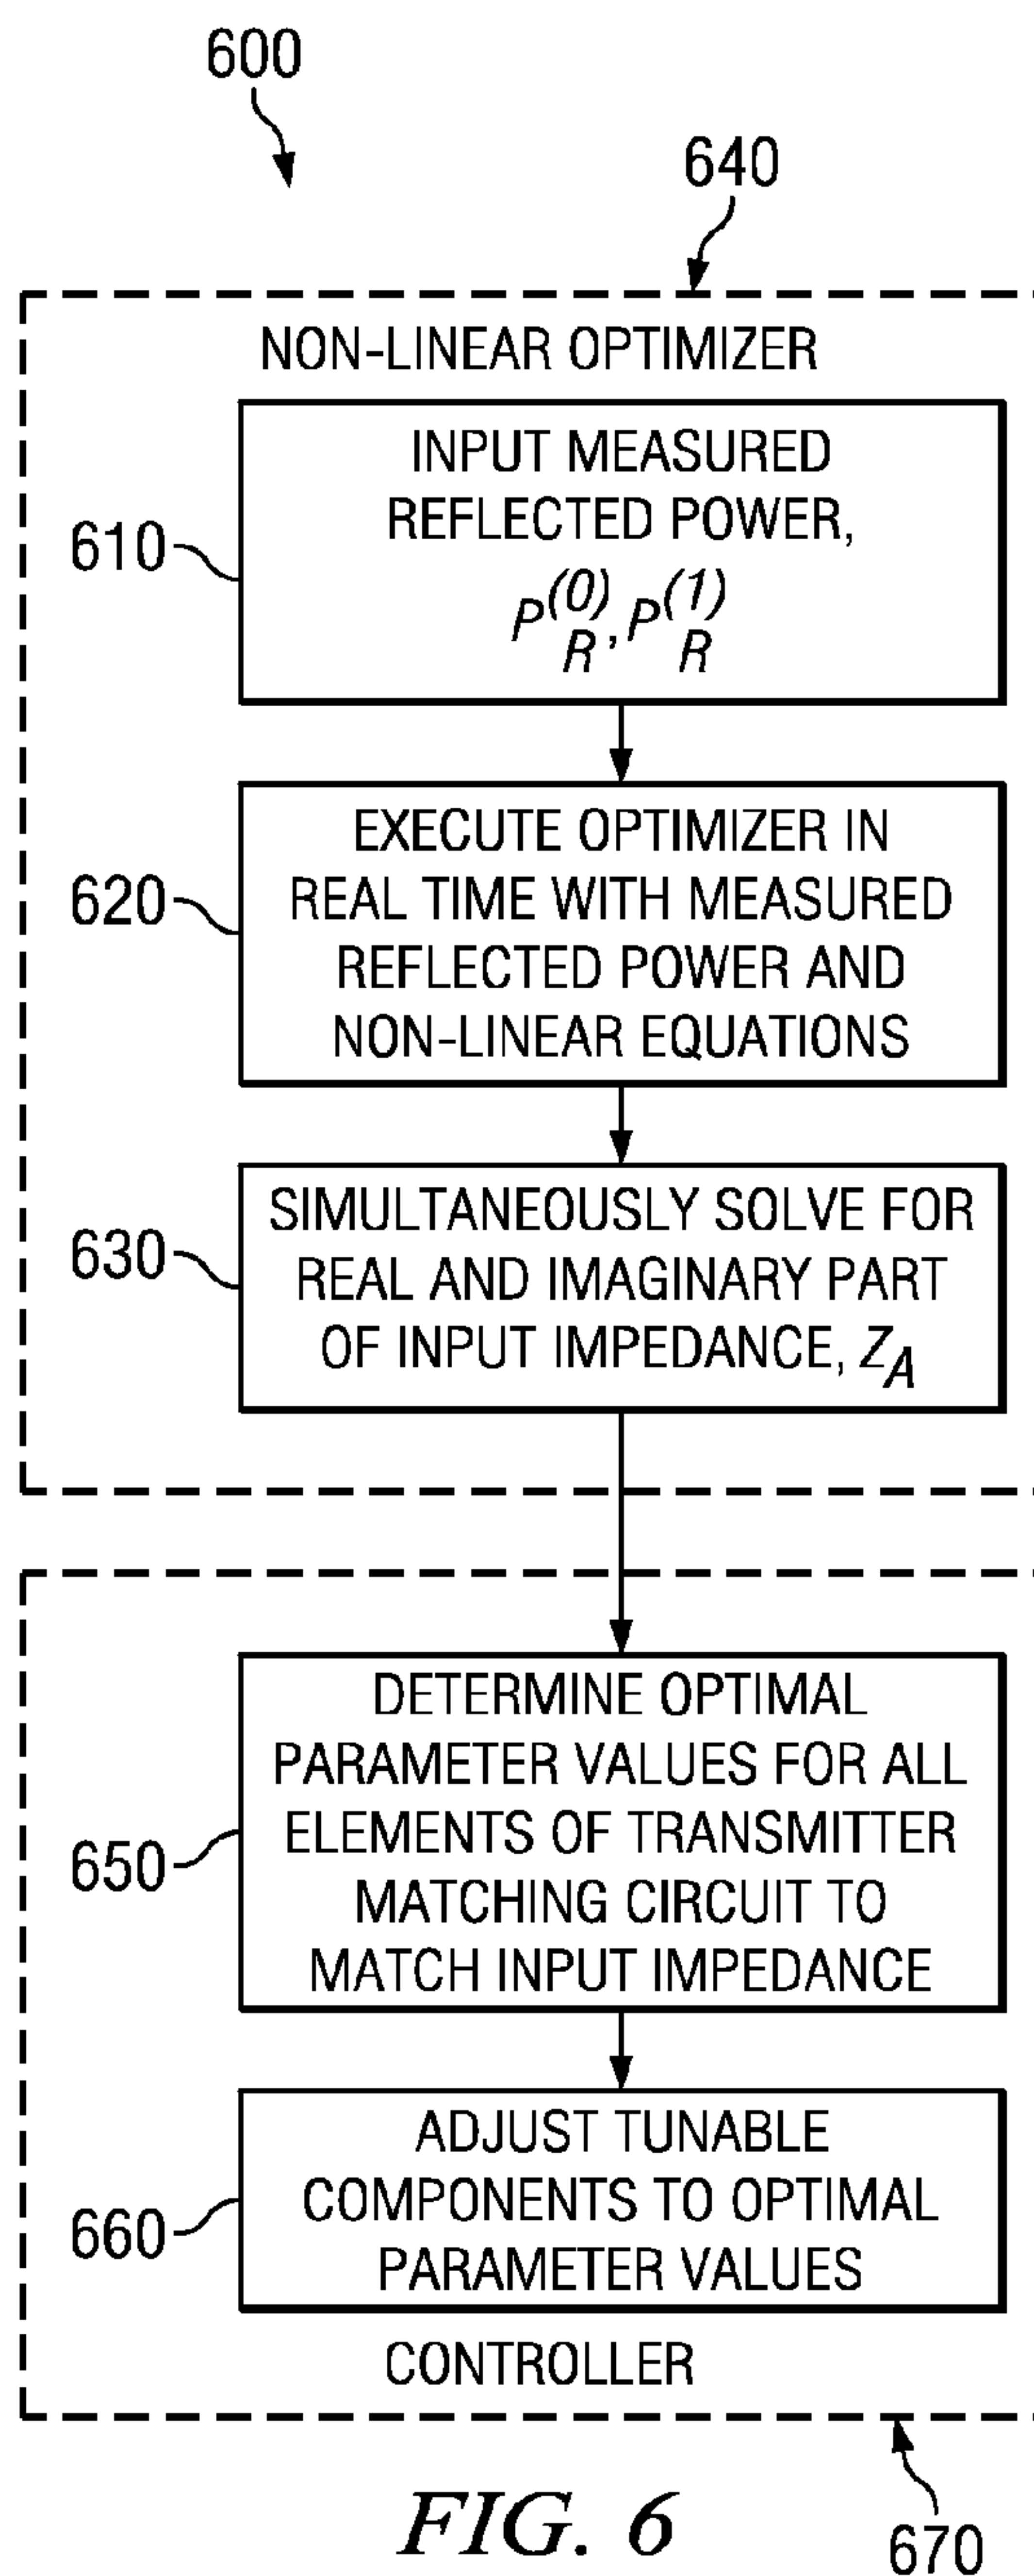 600
640
NON-LINEAR OPTIMIZER
610
INPUT MEASURED
REFLECTED POWER,
P(0)R, P(1)R
620
EXECUTE OPTIMIZER IN
REAL TIME WITH MEASURED
REFLECTED POWER AND
NON-LINEAR EQUATIONS
630
SIMULTANEOUSLY SOLVE FOR
REAL AND IMAGINARY PART
OF INPUT IMPEDANCE, ZA
650
DETERMINE OPTIMAL
PARAMETER VALUES FOR ALL
ELEMENTS OF TRANSMITTER
MATCHING CIRCUIT TO
MATCH INPUT IMPEDANCE
660
ADJUST TUNABLE
COMPONENTS TO OPTIMAL
PARAMETER VALUES
CONTROLLER
670
FIG. 6